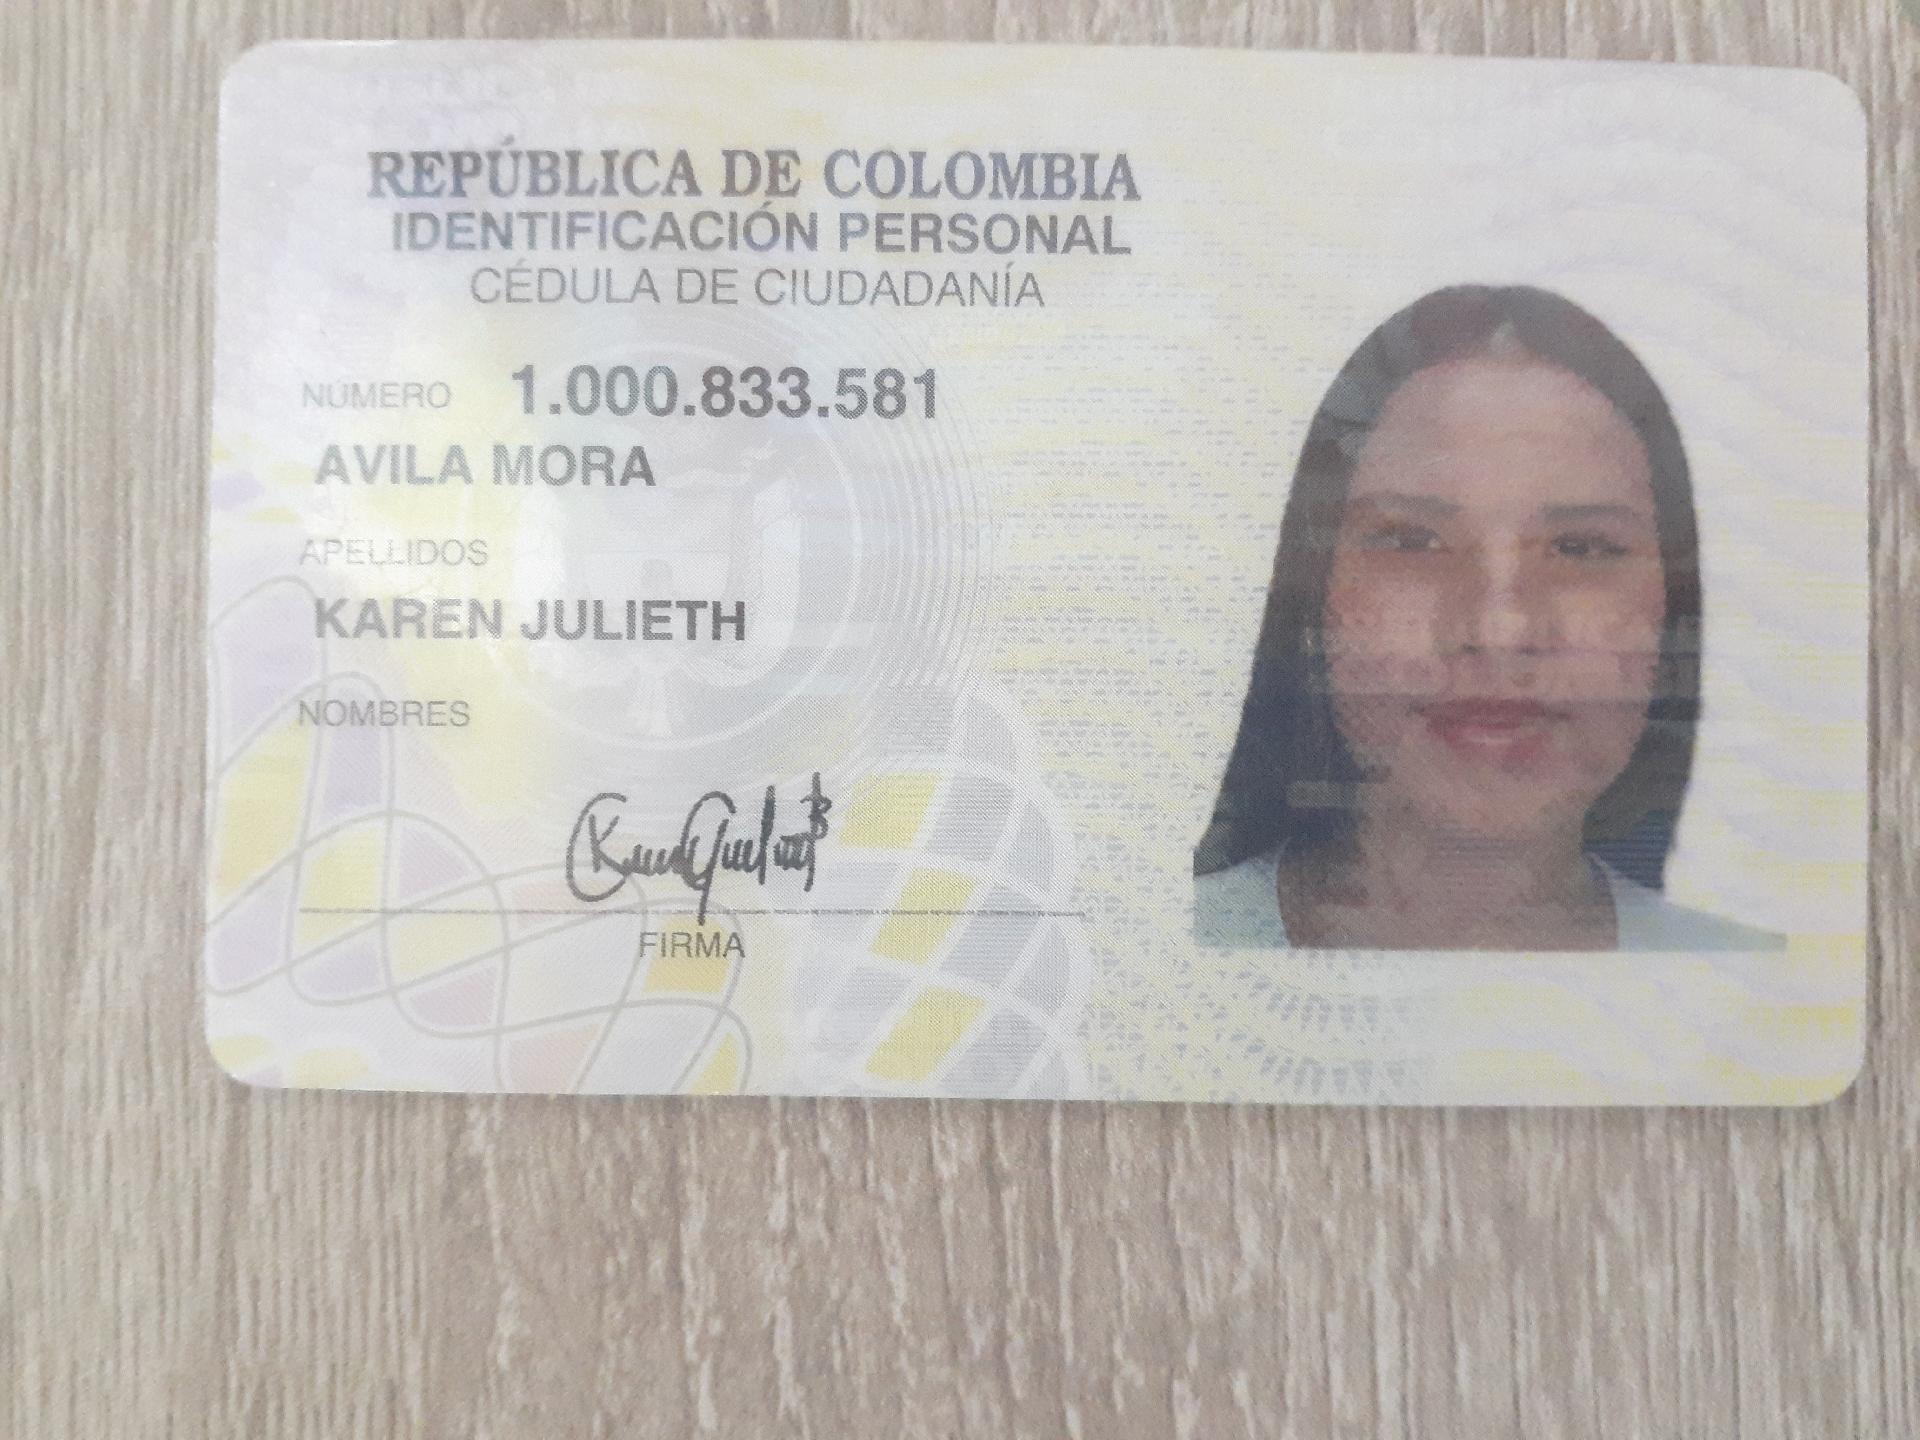 REPÚBLICA DE COLOMBIA
IDENTIFICACIÓN PERSONAL
CÉDULA DE CIUDADANÍA
NÚMERO 1.000.833.581
AVILA MORA
APELLIDOS
KAREN JULIETH
NOMBRES
FIRMA